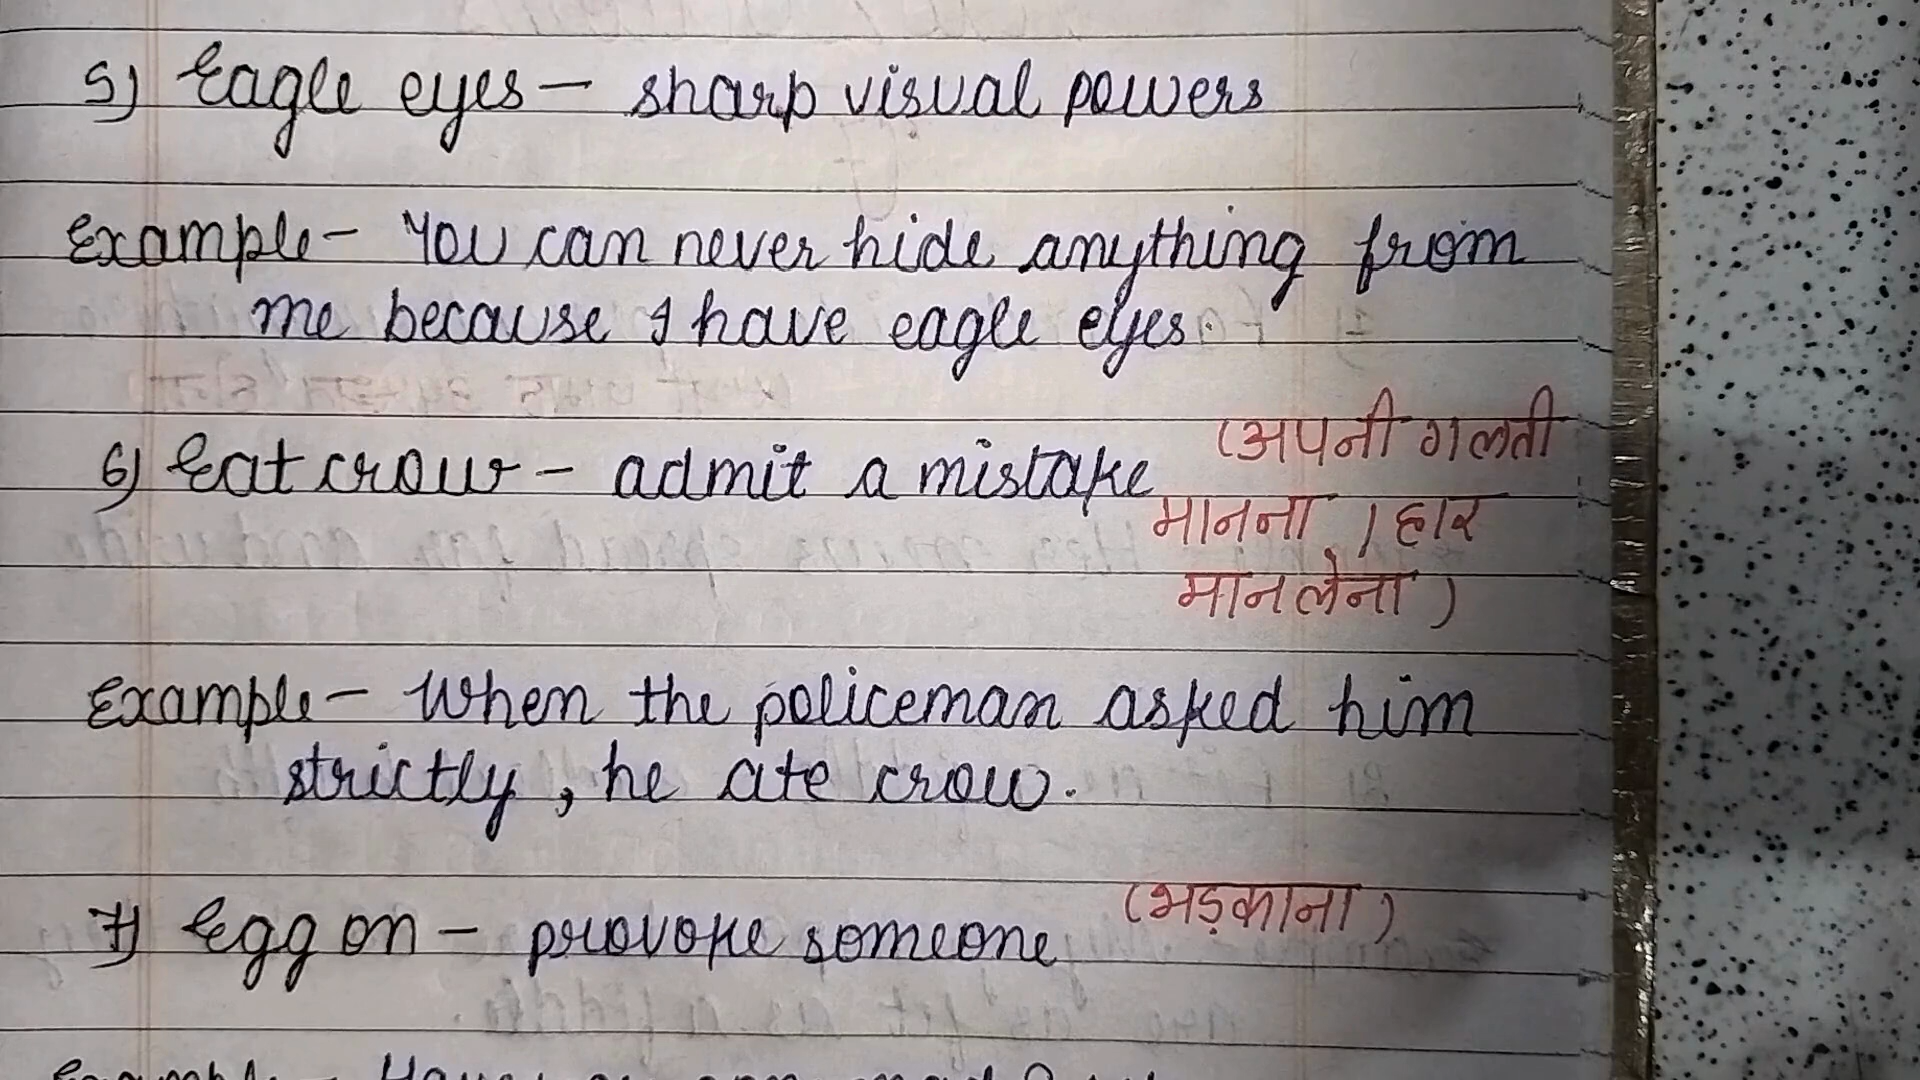 5) Eagle eyes - sharp visual powers
Example - You can never hide anything from
me because I have eagle eyes.
6) Eat crow - admit a mistake (अपनी गलती
मानना / हार
मान लेना)
Example - When the policeman asked him
strictly, he ate crow.
7) Egg on - provoke someone (भड़काना)
Example -